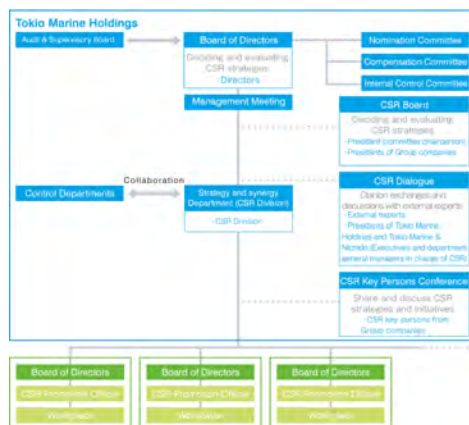 Tokio Marine Holdings
Audit & Supervisory Board
Board of Directors
Deciding and evaluating
CSR strategies
· Directors
Nomination Committee
Compensation Committee
Internal Control Committee
Management Meeting
CSR Board
Deciding and evaluating
CSR strategies
· President (committee chairperson)
· Presidents of Group companies
Collaboration
Control Departments
Strategy and synergy
Department (CSR Division)
· CSR Division
CSR Dialogue
Opinion exchanges and
discussions with external experts
· External experts
· Presidents of Tokio Marine
Holdings and Tokio Marine &
Nichido (Executive) and department
general managers in charge of CSR)
CSR Key Persons Conference
Share and discuss CSR
strategies and initiatives
· CSR key persons from
Group companies
Board of Directors
CSR Promotion Officer
Workplace
Board of Directors
CSR Promotion Officer
Workplace
Board of Directors
CSR Promotion Officer
Workplace